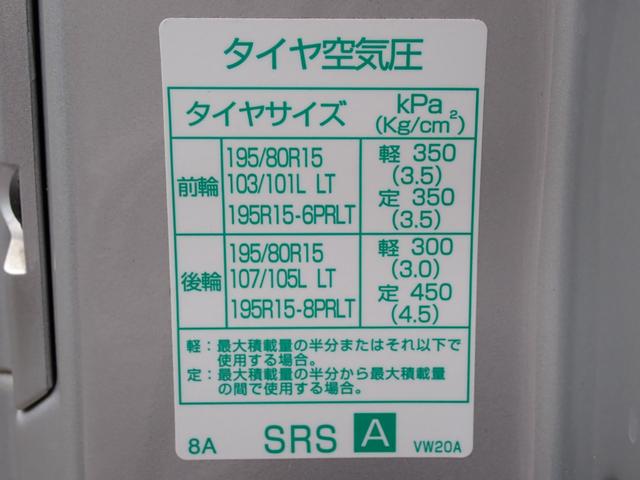 タイヤ空気圧
タイヤサイズ kPa
(Kg/cm²)
前輪
195/80R15
103/101L LT
195R15-6PRLT
軽 350
(3.5)
定 350
(3.5)
後輪
195/80R15
107/105L LT
195R15-8PRLT
軽 300
(3.0)
定 450
(4.5)
軽：最大積載量の半分またはそれ以下で
使用する場合。
定：最大積載量の半分から最大積載量
の間で使用する場合。
8A SRS A VW20A